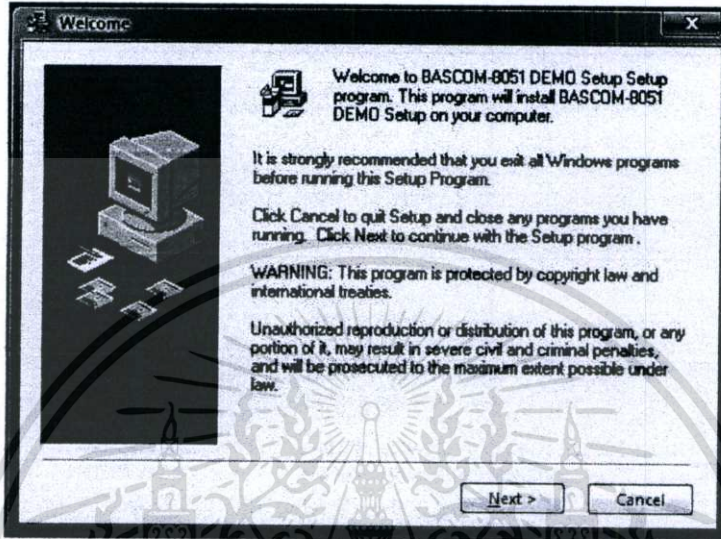 Welcome
Welcome to BASCOM-8051 DEMO Setup Setup
program. This program will install BASCOM-8051
DEMO Setup on your computer.
It is strongly recommended that you exit all Windows programs
before running this Setup Program.
Click Cancel to quit Setup and close any programs you have
running. Click Next to continue with the Setup program.
WARNING: This program is protected by copyright law and
international treaties.
Unauthorized reproduction or distribution of this program, or any
portion of it, may result in severe civil and criminal penalties,
and will be prosecuted to the maximum extent possible under
law.
Next > Cancel